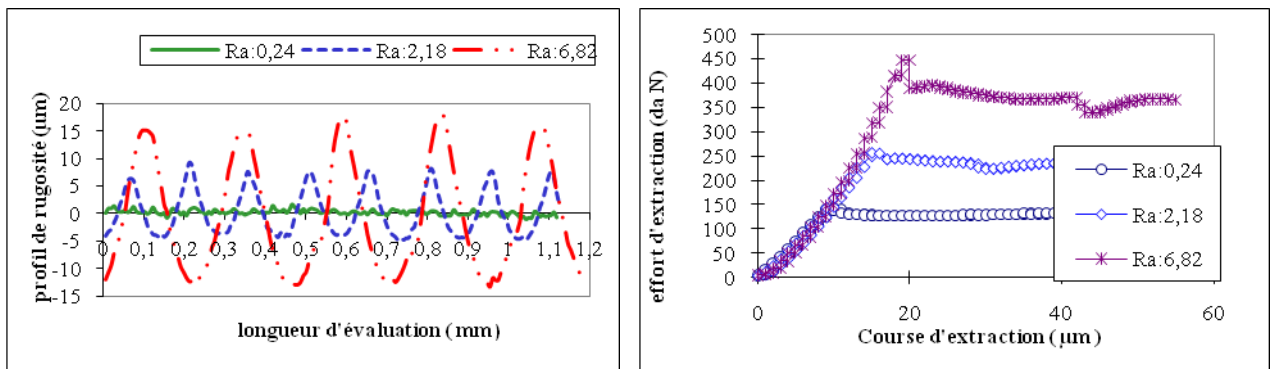 Ra:0,24 Ra:2,18 Ra:6,82
profil de rugosité (µm)
20
15
10
5
0
-5
-10
-15
0 0,1 0,2 0,3 0,4 0,5 0,6 0,7 0,8 0,9 1 1,1 1,2
longueur d'évaluation (mm)
effort d'extraction (da N)
500
450
400
350
300
250
200
150
100
50
0
0 20 40 60
Course d'extraction (µm)
Ra:0,24
Ra:2,18
Ra:6,82